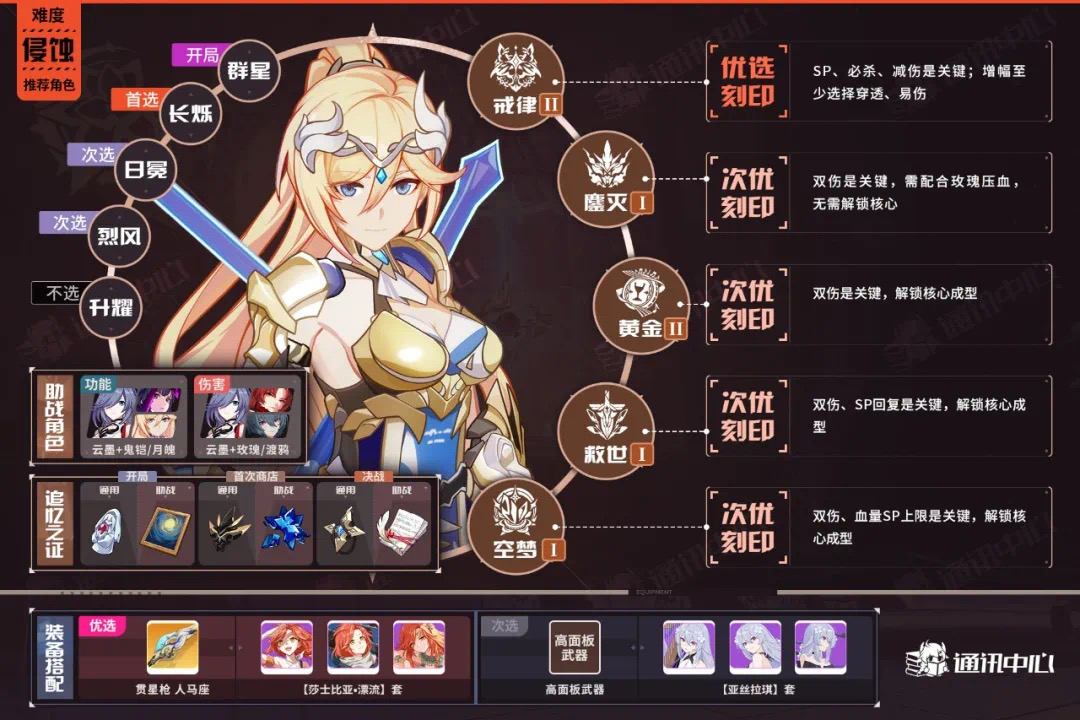 难度
侵蚀
推荐角色
开局
群星
首选
长烁
次选
日冕
次选
烈风
不选
升耀
戒律 II
优选
刻印
SP、必杀、减伤是关键；增幅至
少选择穿透、易伤
鏖灭 I
次优
刻印
双伤是关键，需配合玫瑰压血，
无需解锁核心
黄金 II
次优
刻印
双伤是关键，解锁核心成型
救世 I
次优
刻印
双伤、SP回复是关键，解锁核心成
型
空梦 I
次优
刻印
双伤、血量SP上限是关键，解锁核
心成型
助战角色
功能
云墨+鬼铠/月魄
伤害
云墨+玫瑰/渡鸦
追忆之证
开局
通用 助战
首次商店
通用 助战
决战
通用 助战
EQUIPMENT
装备搭配
优选
贯星枪 人马座
【莎士比亚•漂流】套
次选
高面板
武器
高面板武器
【亚丝拉琪】套
通讯中心